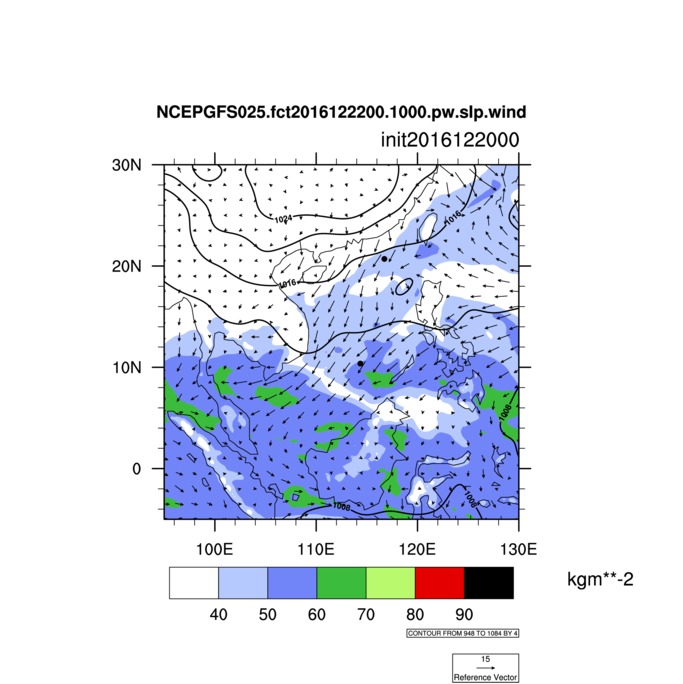 NCEPGFS025.fct2016122200.1000.pw.slp.wind
init2016122000
30N
20N
10N
0
1024
1016
1016
1008
1008
1008
100E 110E 120E 130E
40 50 60 70 80 90
kgm**-2
CONTOUR FROM 948 TO 1084 BY 4
15
Reference Vector